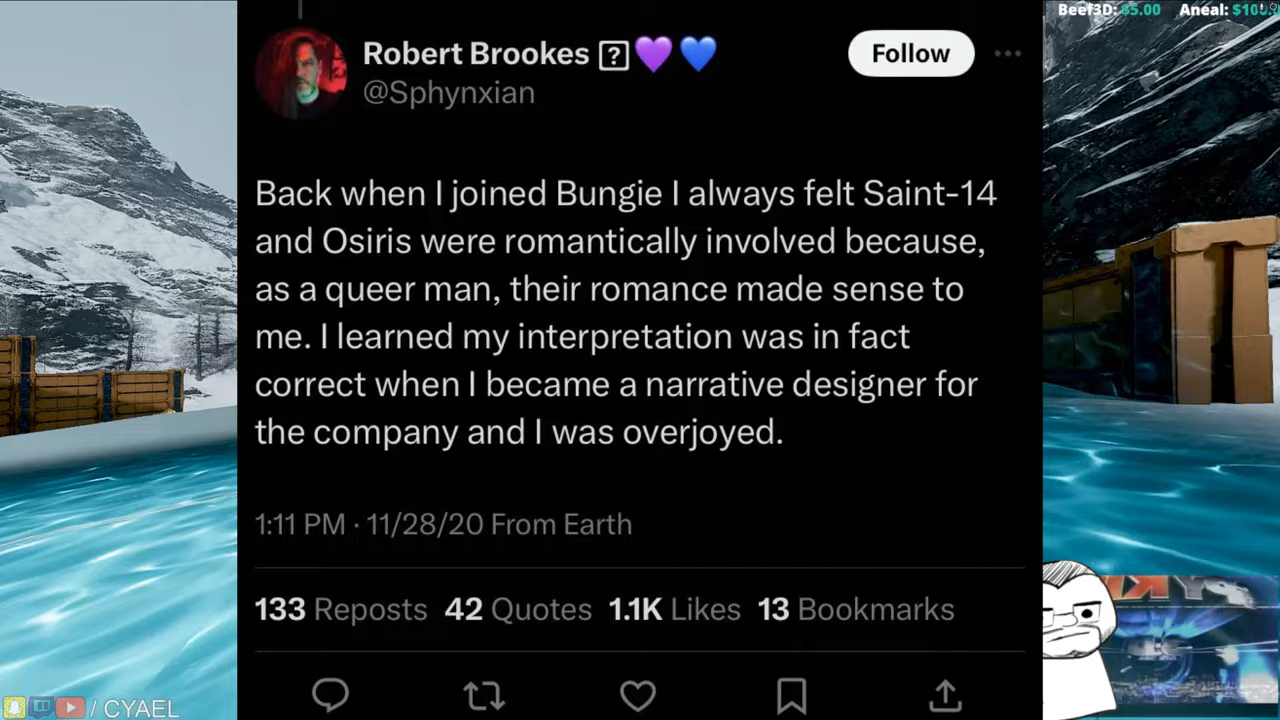 Beef3D: $5.00 Aneal:
Robert Brookes ?💜💙
Follow
@Sphynxian
Back when I joined Bungie I always felt Saint-14
and Osiris were romantically involved because,
as a queer man, their romance made sense to
me. I learned my interpretation was in fact
correct when I became a narrative designer for
the company and I was overjoyed.
1:11 PM · 11/28/20 From Earth
133 Reposts 42 Quotes 1.1K Likes 13 Bookmarks
/ CYAEL